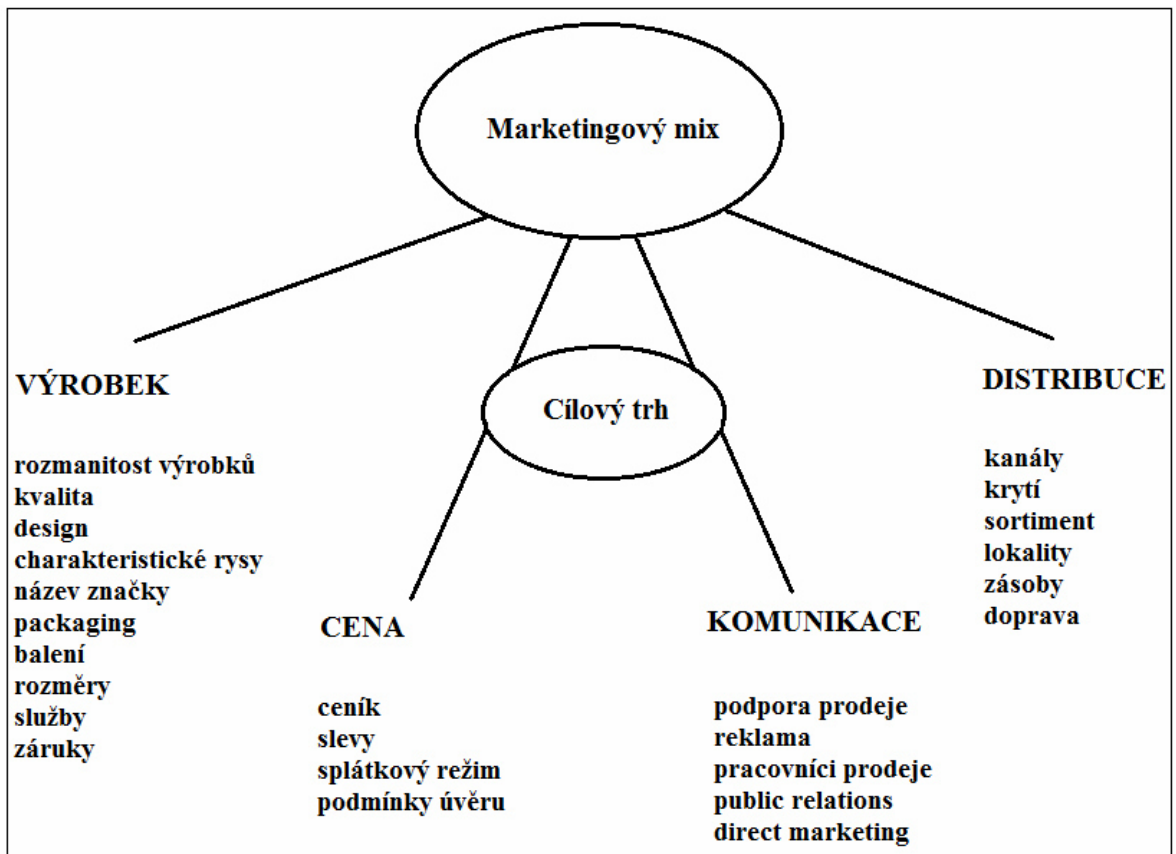 Marketingový mix
Cílový trh
VÝROBEK
rozmanitost výrobků
kvalita
design
charakteristické rysy
název značky
packaging
balení
rozměry
služby
záruky
CENA
ceník
slevy
splátkový režim
podmínky úvěru
KOMUNIKACE
podpora prodeje
reklama
pracovníci prodeje
public relations
direct marketing
DISTRIBUCE
kanály
krytí
sortiment
lokality
zásoby
doprava